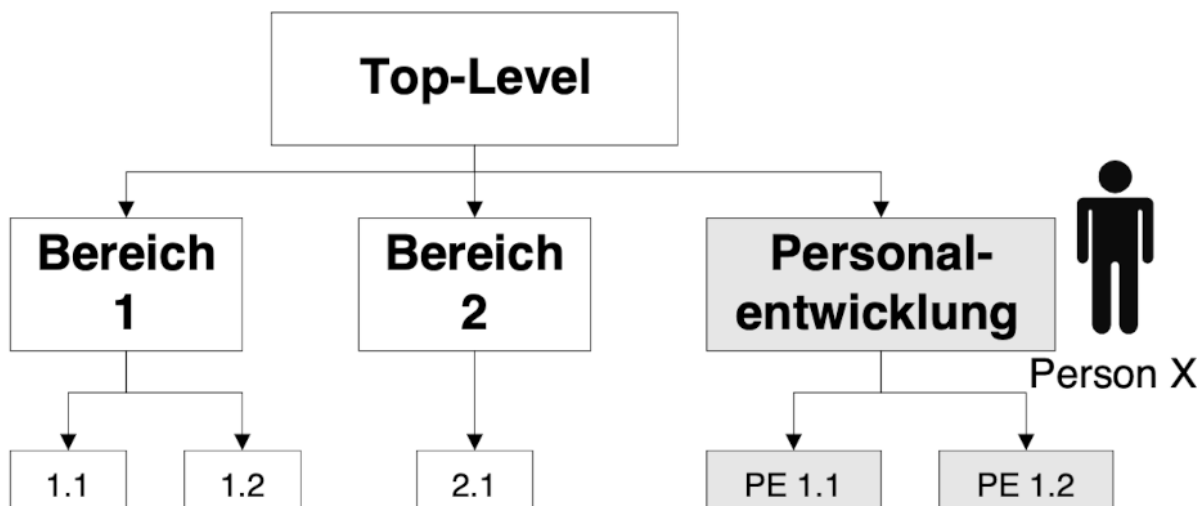 Top-Level
Bereich
1
Bereich
2
Personal-
entwicklung
Person X
1.1
1.2
2.1
PE 1.1
PE 1.2